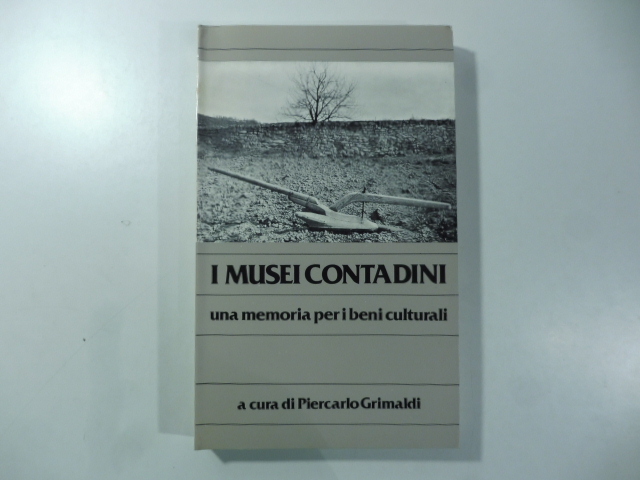 I MUSEI CONTADINI
una memoria per i beni culturali
a cura di Piercarlo Grimaldi